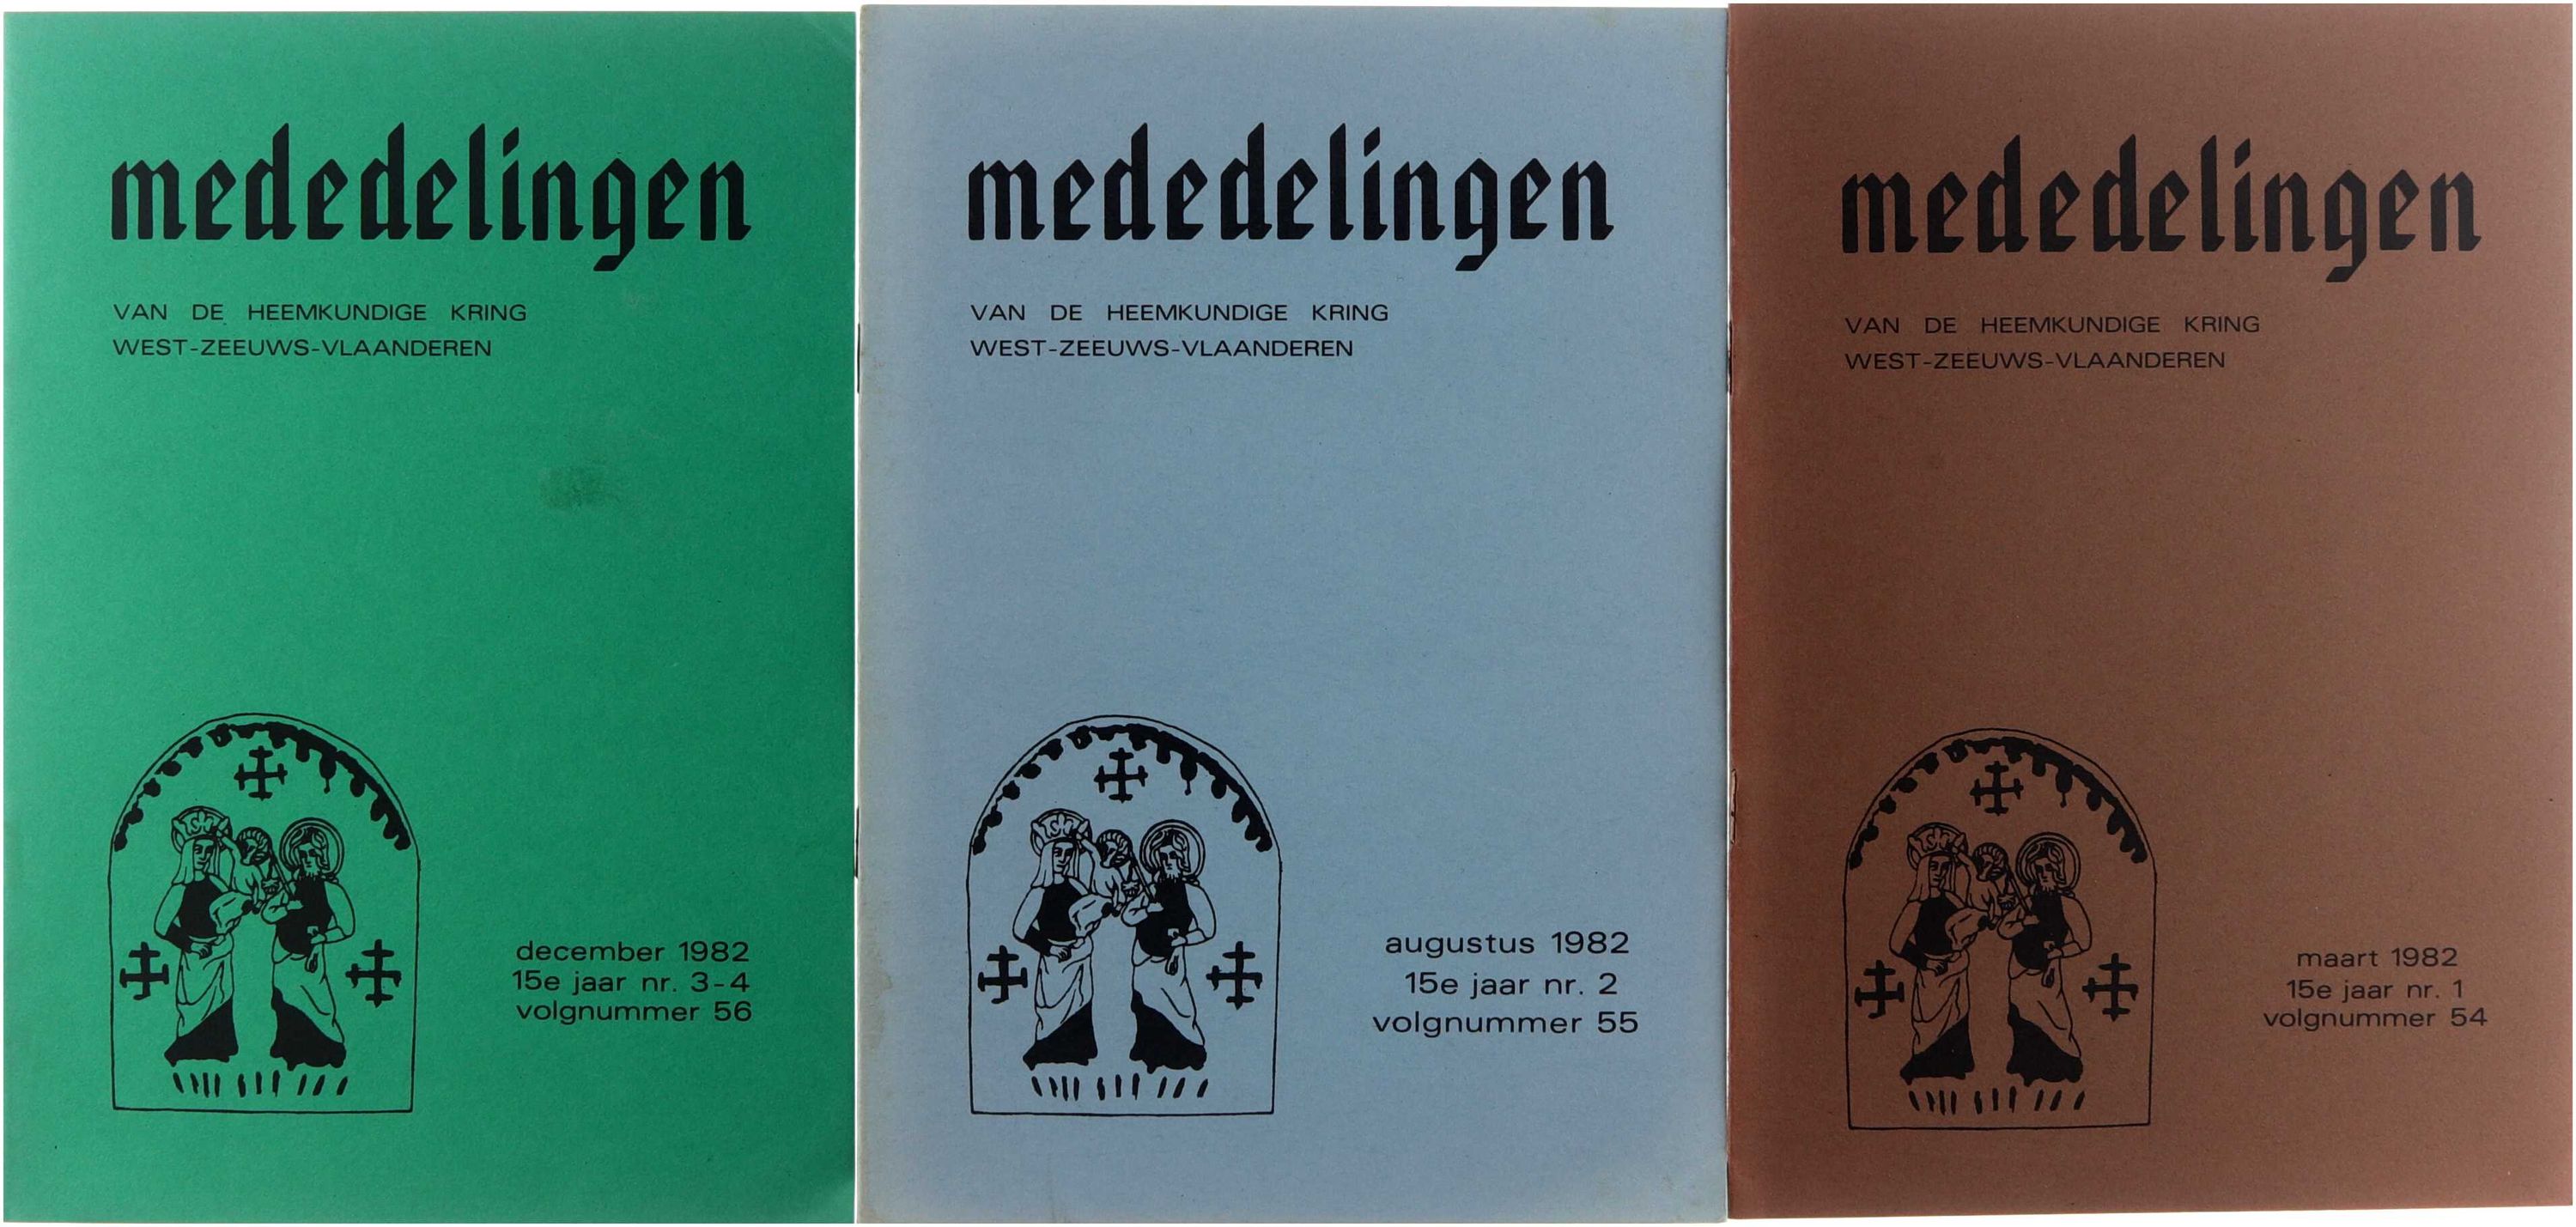 mededelingen
VAN DE HEEMKUNDIGE KRING
WEST-ZEEUWS-VLAANDEREN
december 1982
15e jaar nr. 3-4
volgnummer 56
mededelingen
VAN DE HEEMKUNDIGE KRING
WEST-ZEEUWS-VLAANDEREN
augustus 1982
15e jaar nr. 2
volgnummer 55
mededelingen
VAN DE HEEMKUNDIGE KRING
WEST-ZEEUWS-VLAANDEREN
maart 1982
15e jaar nr. 1
volgnummer 54